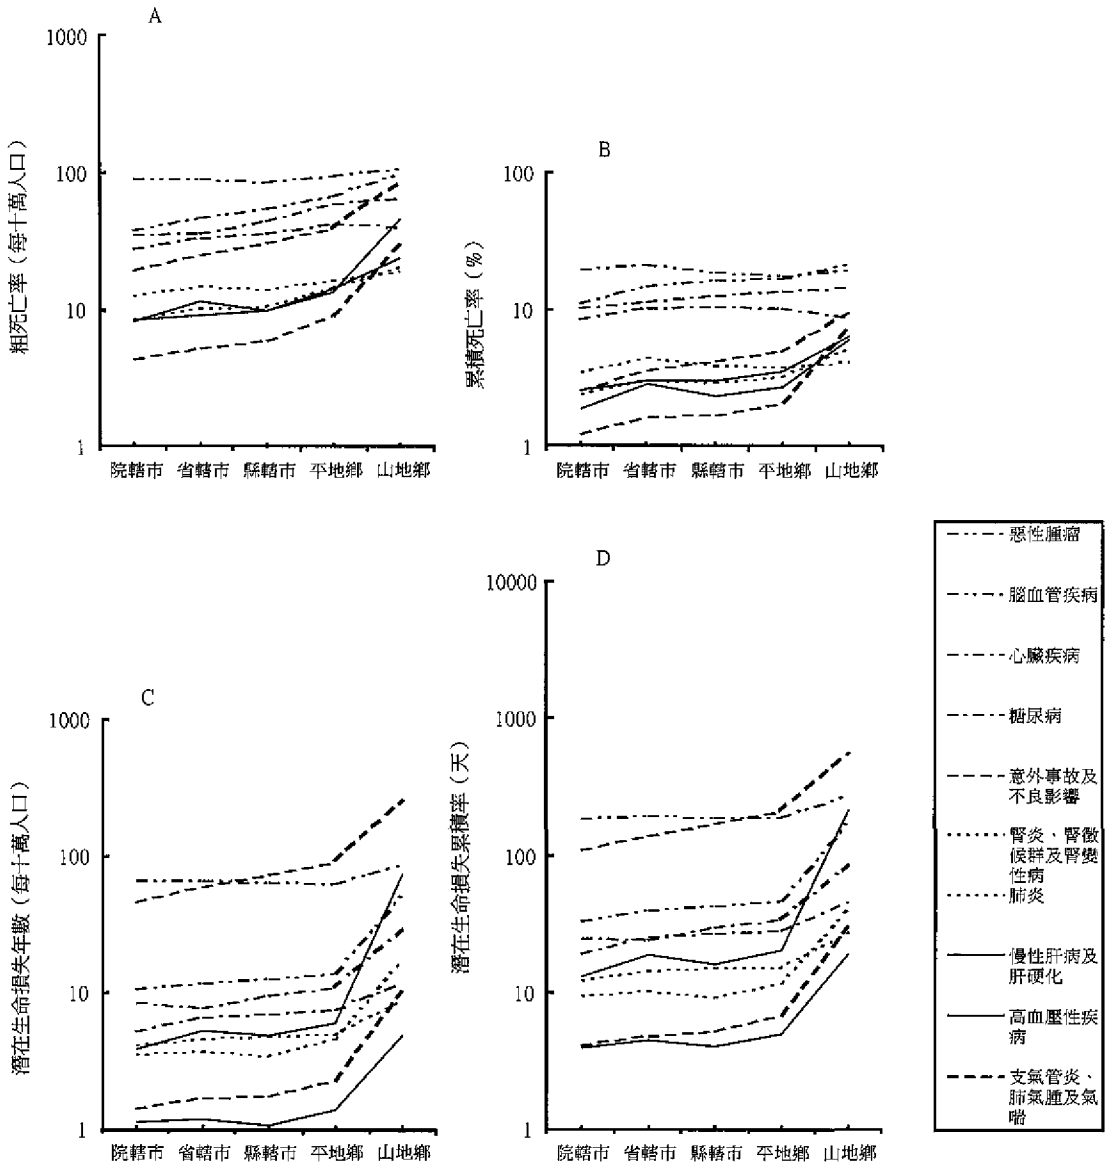 A
1000
100
10
1
粗死亡率（每十萬人口）
院轄市
省轄市
縣轄市
平地鄉
山地鄉
B
100
10
1
累積死亡率（%）
院轄市
省轄市
縣轄市
平地鄉
山地鄉
C
1000
100
10
1
潛在生命損失年數（每十萬人口）
院轄市
省轄市
縣轄市
平地鄉
山地鄉
D
10000
1000
100
10
1
潛在生命損失累積率（天）
院轄市
省轄市
縣轄市
平地鄉
山地鄉
惡性腫瘤
腦血管疾病
心臟疾病
糖尿病
意外事故及
不良影響
腎炎、腎徵
候群及腎變
性病
肺炎
慢性肝病及
肝硬化
高血壓性疾
病
支氣管炎、
肺氣腫及氣
喘